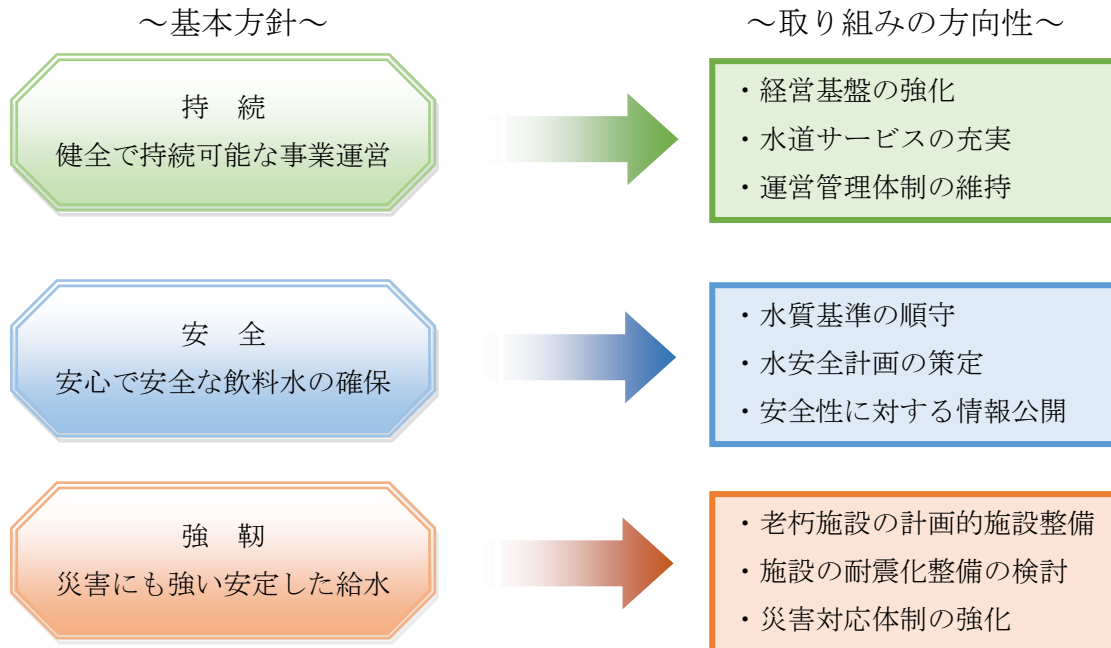 ～基本方針～
～取り組みの方向性～
持　続
健全で持続可能な事業運営
・経営基盤の強化
・水道サービスの充実
・運営管理体制の維持
安　全
安心で安全な飲料水の確保
・水質基準の順守
・水安全計画の策定
・安全性に対する情報公開
強　靭
災害にも強い安定した給水
・老朽施設の計画的施設整備
・施設の耐震化整備の検討
・災害対応体制の強化